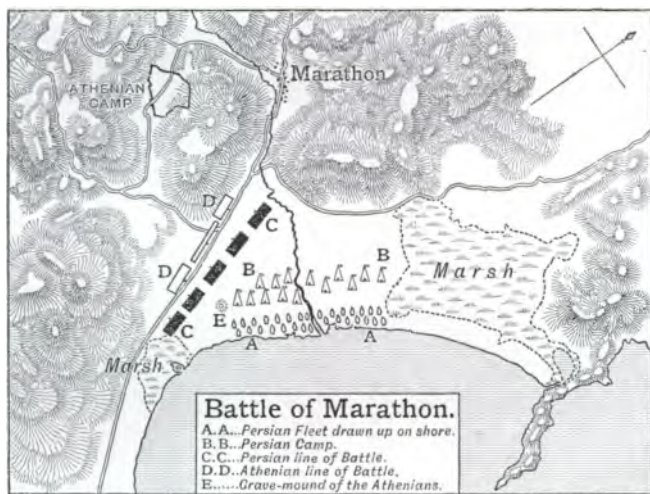 Marathon
ATHENIAN
CAMP
D
C
B
B
Marsh
D
E
C
A
A
Marsh
Battle of Marathon.
A.A...Persian Fleet drawn up on shore.
B.B...Persian Camp.
C.C...Persian line of Battle.
D.D..Athenian line of Battle,
E......Grave-mound of the Athenians.